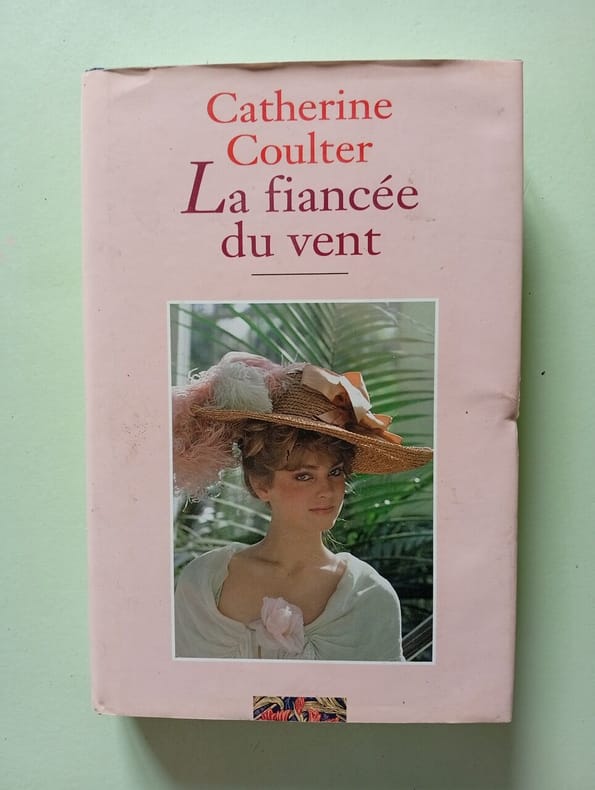 Catherine
Coulter
La fiancée
du vent